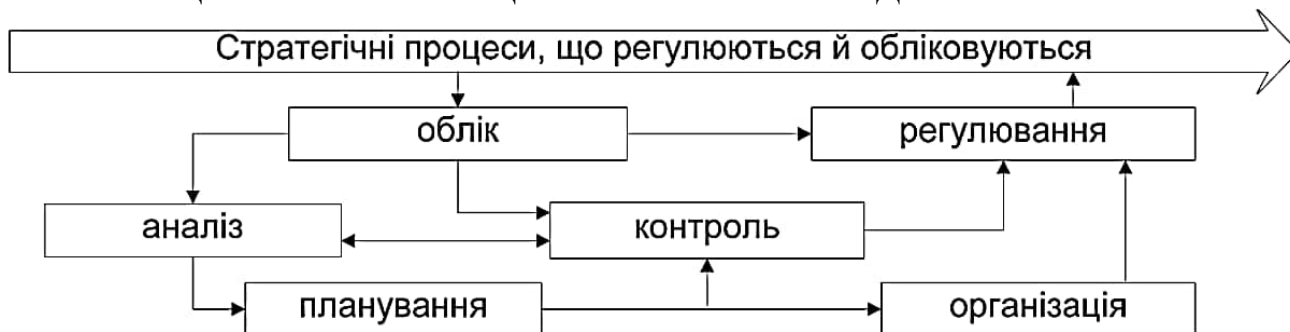 Стратегічні процеси, що регулюються й обліковуються
облік
регулювання
аналіз
контроль
планування
організація